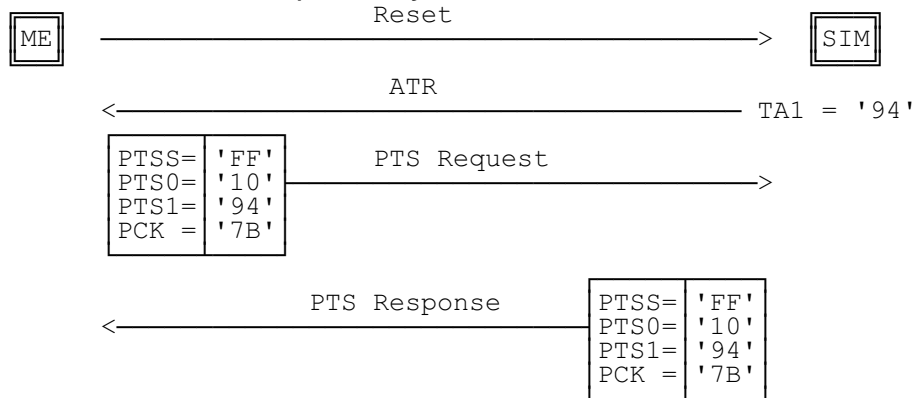 Reset
ME
SIM
ATR
TA1 = '94'
PTSS= 'FF' PTS Request
PTS0= '10'
PTS1= '94'
PCK = '7B'
PTS Response PTSS= 'FF'
PTS0= '10'
PTS1= '94'
PCK = '7B'